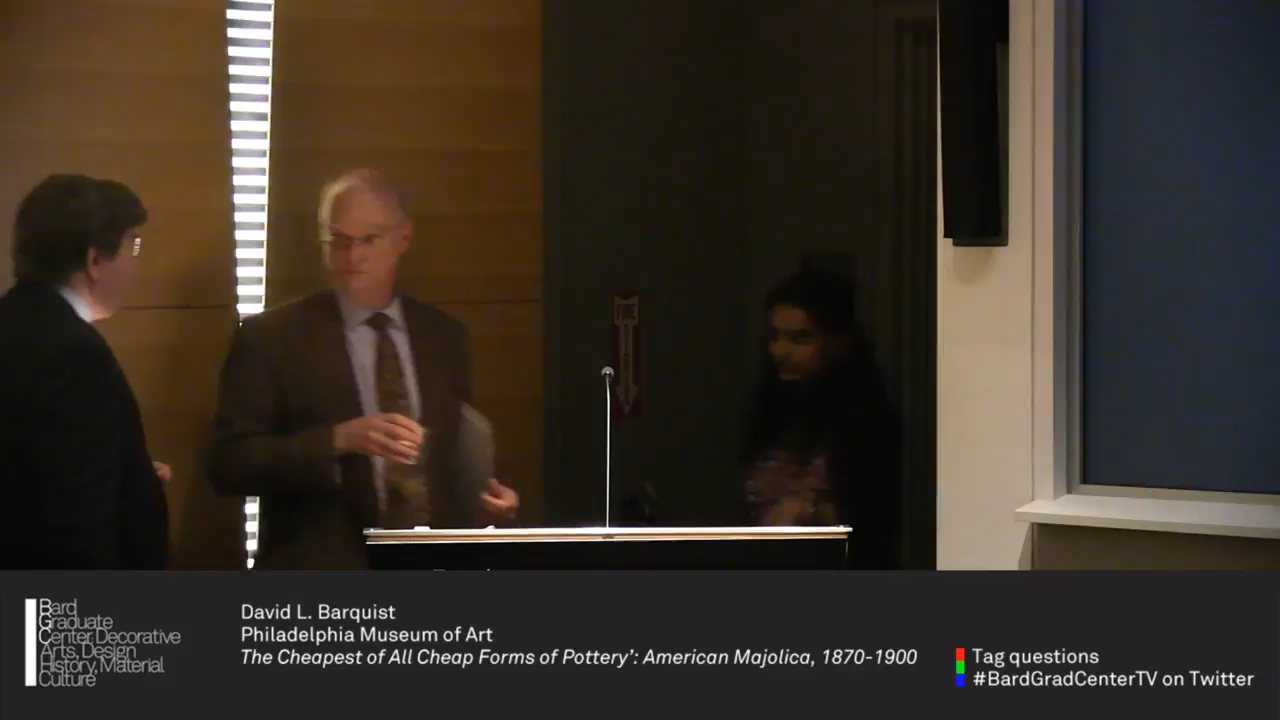 FIRE
Bard
Graduate
Center Decorative
Arts, Design
History, Material
Culture
David L. Barquist
Philadelphia Museum of Art
The Cheapest of All Cheap Forms of Pottery’: American Majolica, 1870-1900
Tag questions
#BardGradCenterTV on Twitter